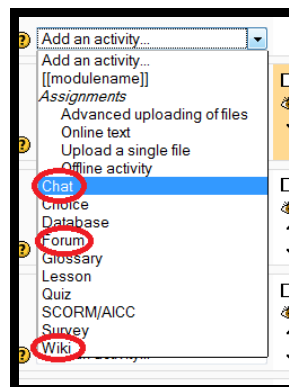 Add an activity...
Add an activity...
[[modulename]]
Assignments
Advanced uploading of files
Online text
Upload a single file
Offline activity
Chat
Choice
Database
Forum
Glossary
Lesson
Quiz
SCORM/AICC
Survey
Wiki